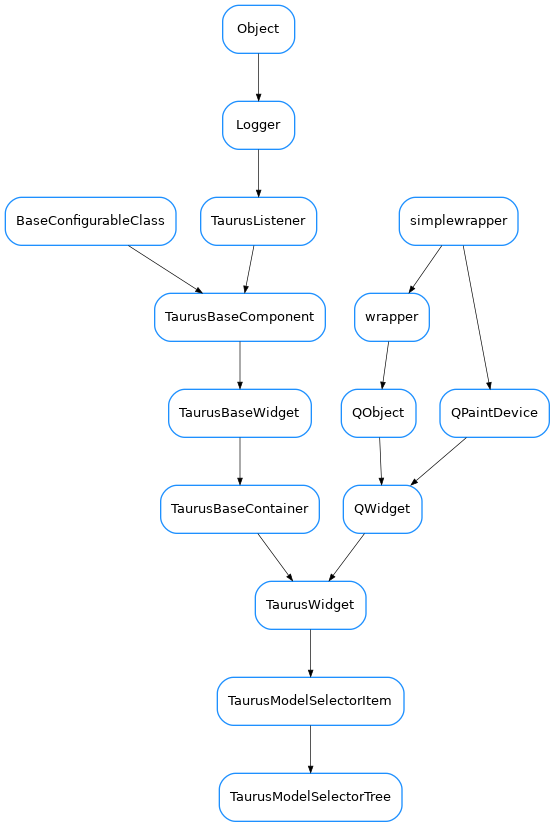 Object
Logger
BaseConfigurableClass
TaurusListener
simplewrapper
TaurusBaseComponent
wrapper
TaurusBaseWidget
QObject
QPaintDevice
TaurusBaseContainer
QWidget
TaurusWidget
TaurusModelSelectorItem
TaurusModelSelectorTree